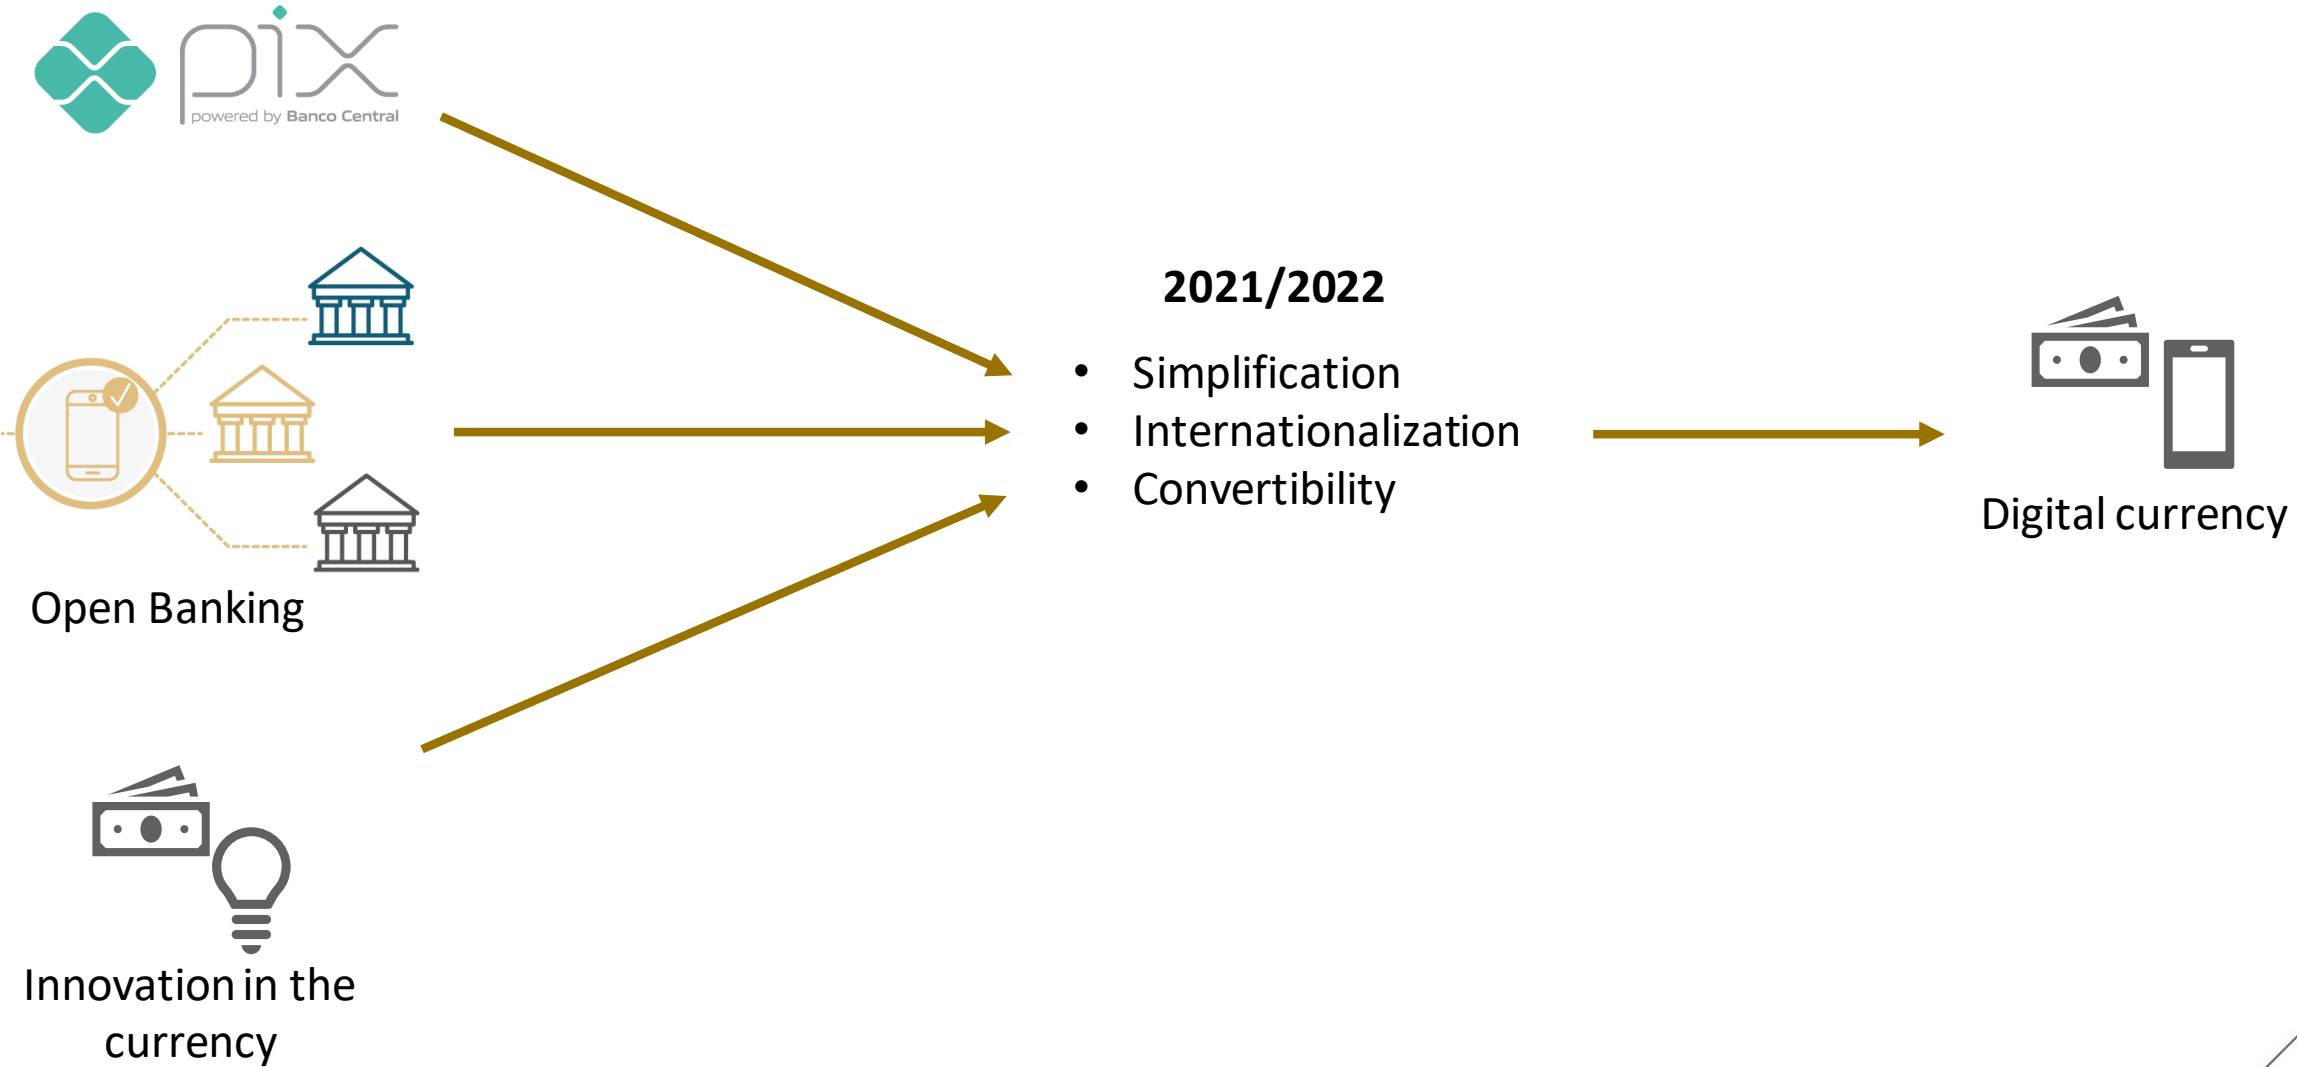 pix
powered by Banco Central
Open Banking
Innovation in the
currency
2021/2022
• Simplification
• Internationalization
• Convertibility
Digital currency